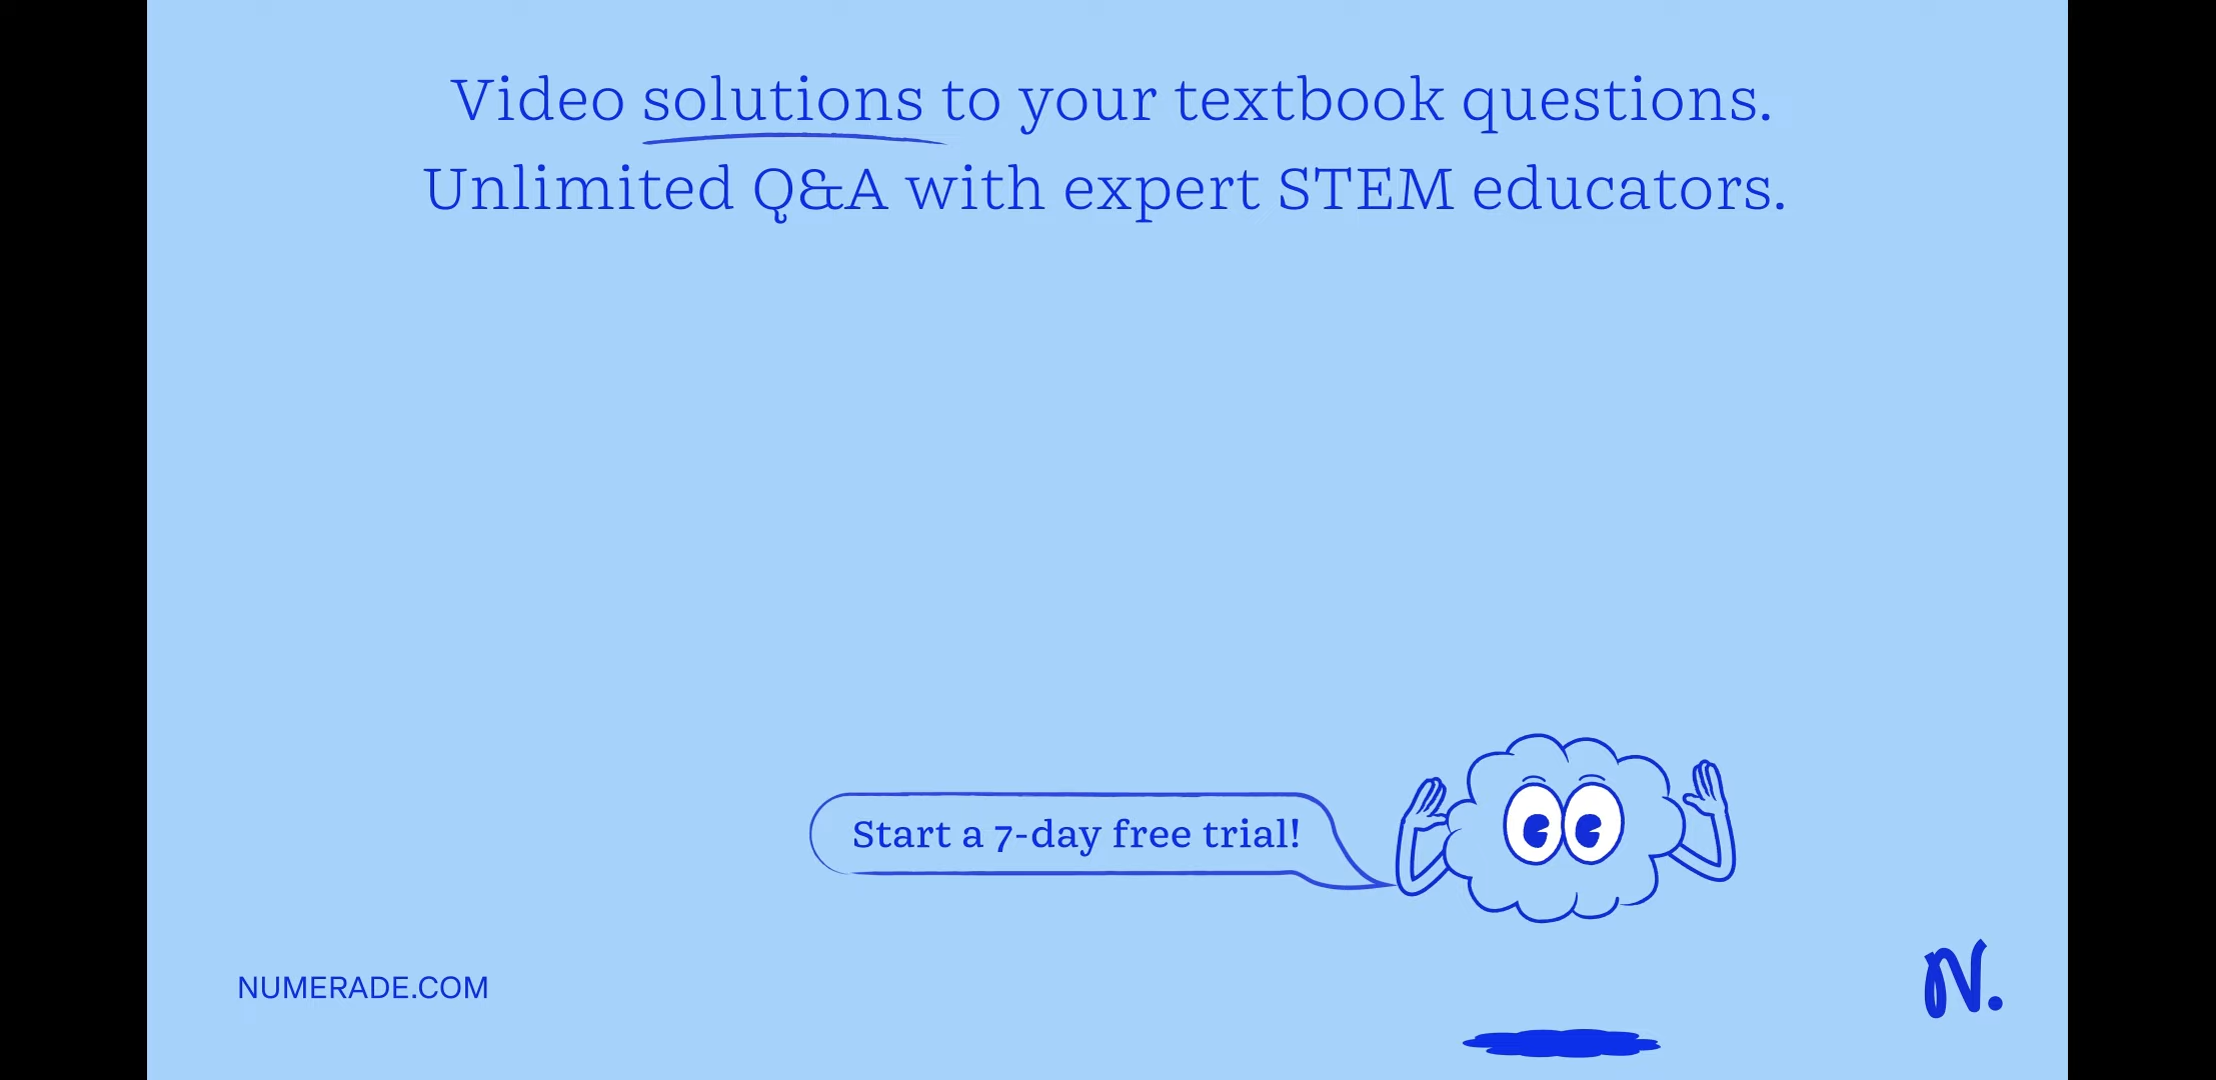 Video solutions to your textbook questions.
Unlimited Q&A with expert STEM educators.
Start a 7-day free trial!
NUMERADE.COM
N.